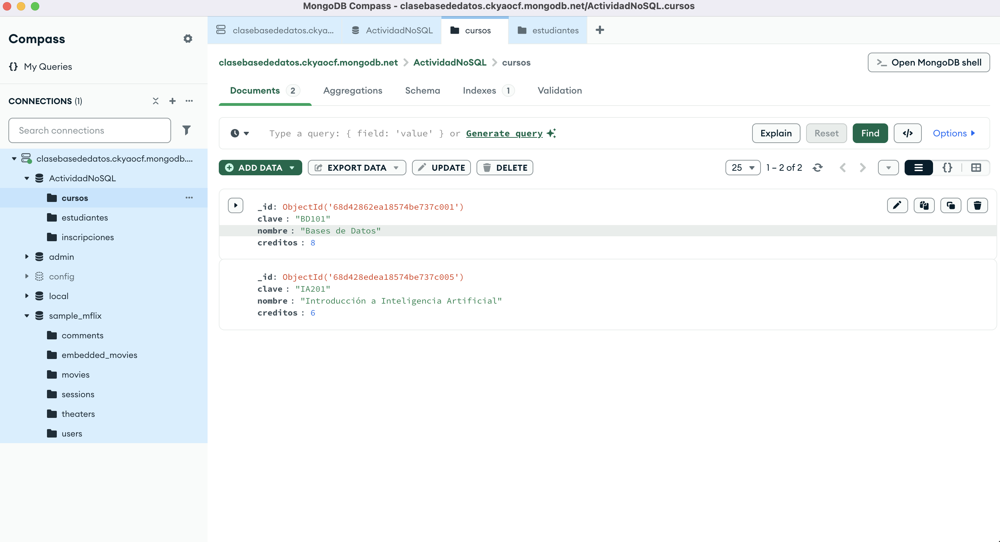 MongoDB Compass - clasebasededatos.ckyaocf.mongodb.net/ActividadNoSQL.cursos
Compass
{} My Queries
CONNECTIONS (1)
Search connections
clasebasededatos.ckyaocf.mongodb....
ActividadNoSQL
cursos
estudiantes
inscripciones
admin
config
local
sample_mflix
comments
embedded_movies
movies
sessions
theaters
users
clasebasededatos.ckya... ActividadNoSQL cursos estudiantes +
clasebasededatos.ckyaocf.mongodb.net > ActividadNoSQL > cursos
>_ Open MongoDB shell
Documents 2 Aggregations Schema Indexes 1 Validation
Type a query: { field: 'value' } or Generate query Explain Reset Find </> Options
ADD DATA EXPORT DATA UPDATE DELETE 25 1 – 2 of 2 {}
_id: ObjectId('68d42862ea18574be737c001')
clave : "BD101"
nombre : "Bases de Datos"
creditos : 8
_id: ObjectId('68d428edea18574be737c005')
clave : "IA201"
nombre : "Introducción a Inteligencia Artificial"
creditos : 6